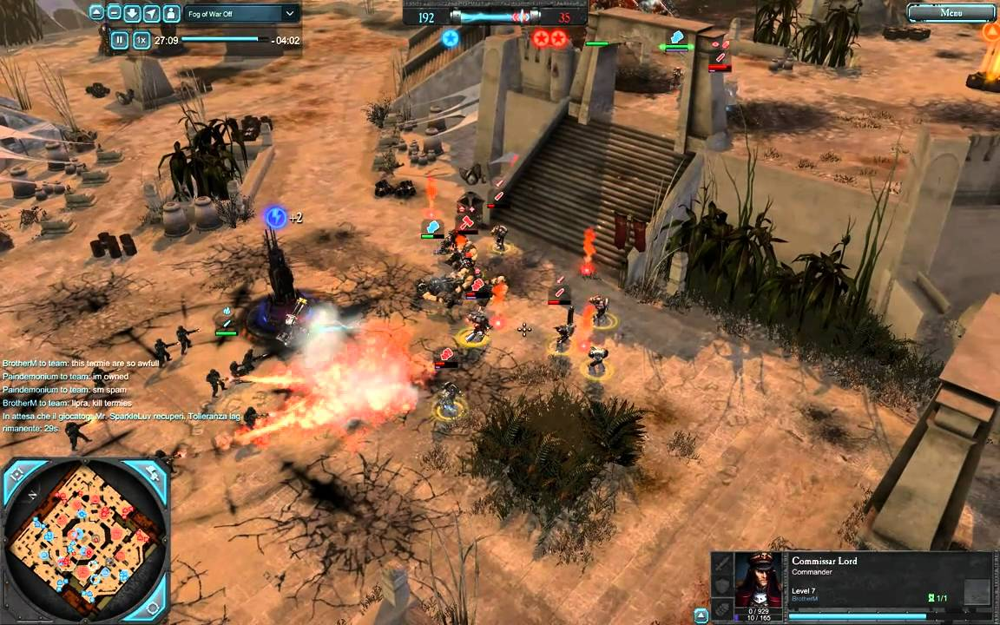 Fog of War Off
192
35
Menu
1x
27:09
-04:02
+2
BrotherM to team: this termie are so awfull
Paindemonium to team: im owned
Paindemonium to team: sm spam
BrotherM to team: Ilpra, kill termies
In attesa che il giocatore Mr. SparkleLuv recuperi. Tolleranza lag
rimanente: 29s.
N
Commissar Lord
Commander
Level 7
BrotherM
1/1
0 / 929
10 / 165